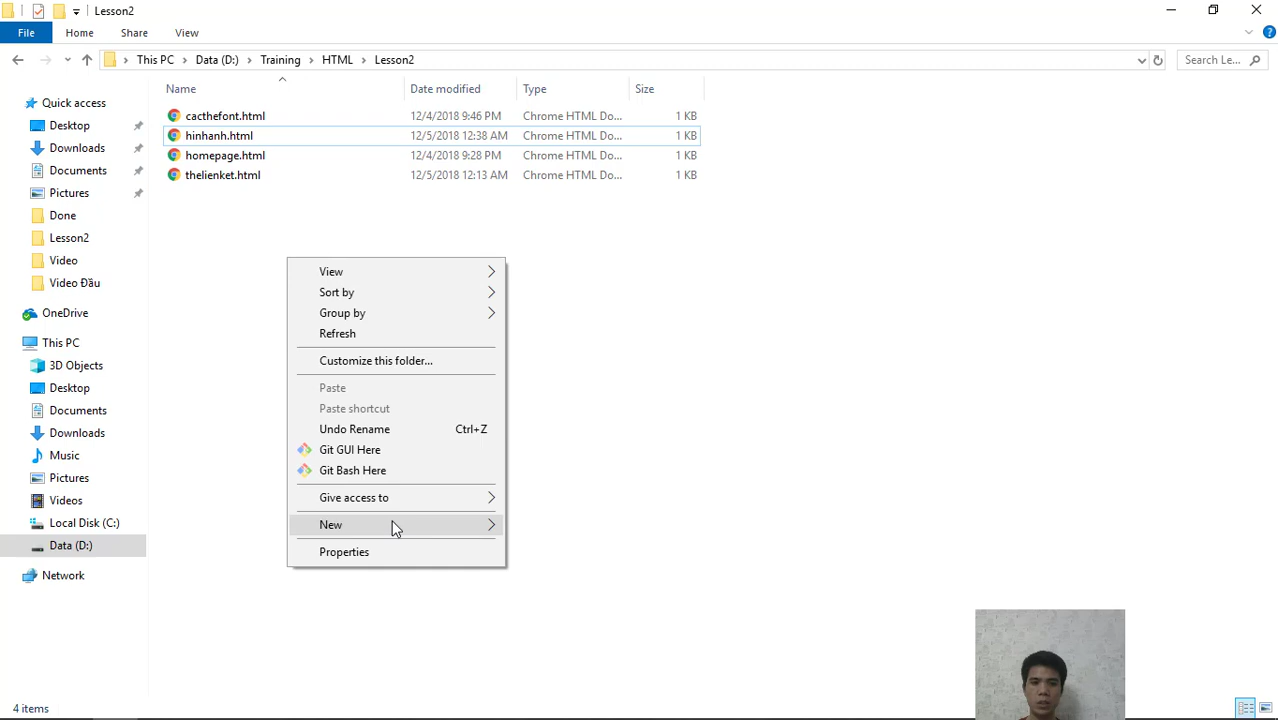 Lesson2
File Home Share View
This PC Data (D:) Training HTML Lesson2
Search Le...
Name Date modified Type Size
cacthefont.html 12/4/2018 9:46 PM Chrome HTML Do... 1 KB
hinhanh.html 12/5/2018 12:38 AM Chrome HTML Do... 1 KB
homepage.html 12/4/2018 9:28 PM Chrome HTML Do... 1 KB
thelienket.html 12/5/2018 12:13 AM Chrome HTML Do... 1 KB
Quick access
Desktop
Downloads
Documents
Pictures
Done
Lesson2
Video
Video Đầu
OneDrive
This PC
3D Objects
Desktop
Documents
Downloads
Music
Pictures
Videos
Local Disk (C:)
Data (D:)
Network
View
Sort by
Group by
Refresh
Customize this folder...
Paste
Paste shortcut
Undo Rename Ctrl+Z
Git GUI Here
Git Bash Here
Give access to
New
Properties
4 items